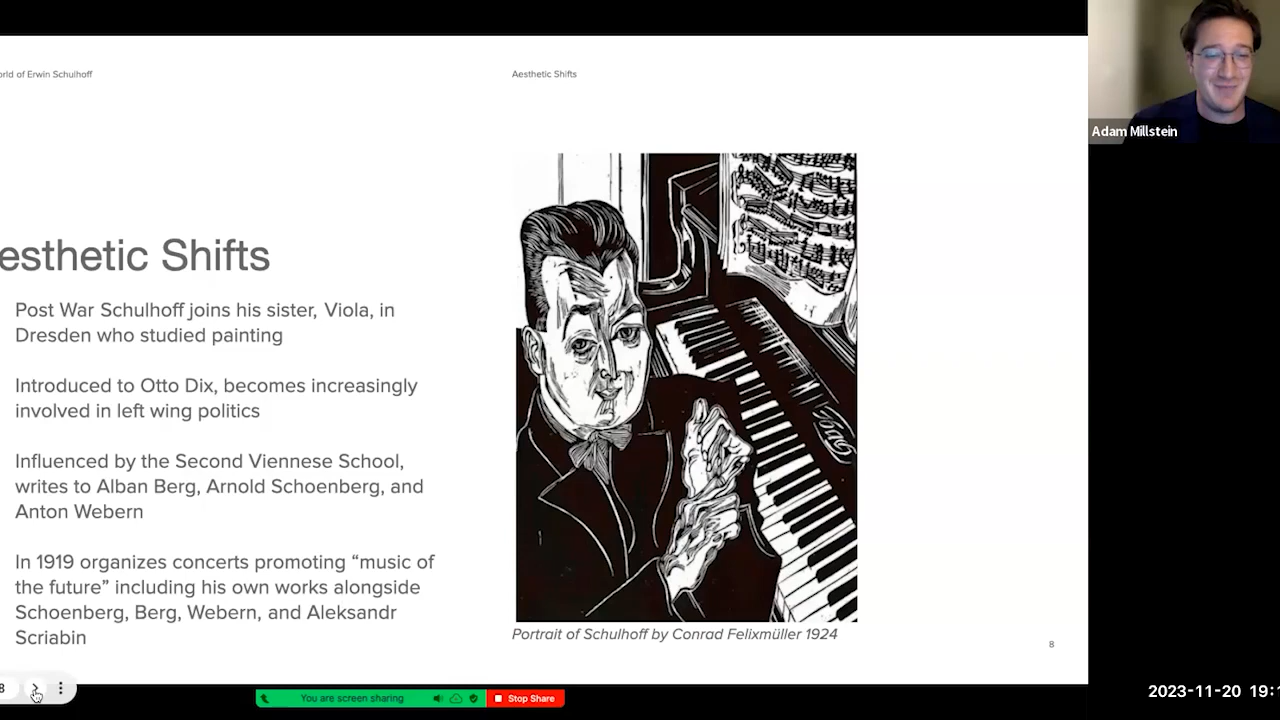 orld of Erwin Schulhoff
Aesthetic Shifts
esthetic Shifts
Post War Schulhoff joins his sister, Viola, in
Dresden who studied painting
Introduced to Otto Dix, becomes increasingly
involved in left wing politics
Influenced by the Second Viennese School,
writes to Alban Berg, Arnold Schoenberg, and
Anton Webern
In 1919 organizes concerts promoting “music of
the future” including his own works alongside
Schoenberg, Berg, Webern, and Aleksandr
Scriabin
Portrait of Schulhoff by Conrad Felixmüller 1924
8
8
You are screen sharing
Stop Share
Adam Millstein
2023-11-20 19:1